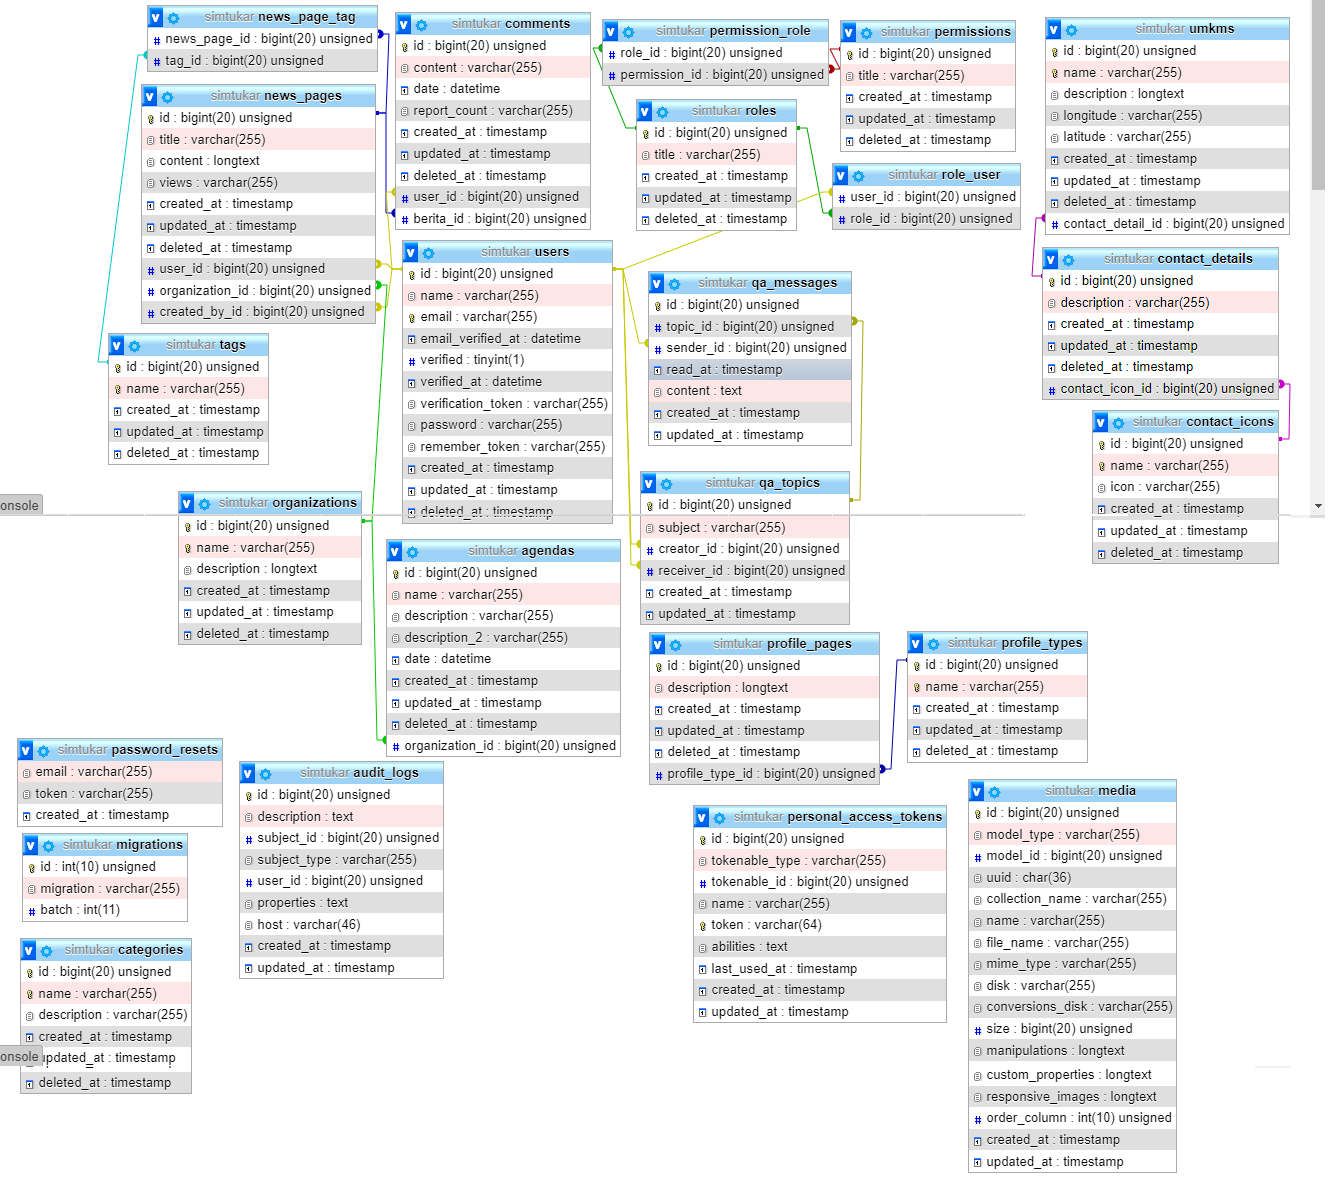 simtukar news_page_tag
news_page_id : bigint(20) unsigned
tag_id : bigint(20) unsigned
simtukar news_pages
id : bigint(20) unsigned
title : varchar(255)
content : longtext
views : varchar(255)
created_at : timestamp
updated_at : timestamp
deleted_at : timestamp
user_id : bigint(20) unsigned
organization_id : bigint(20) unsigned
created_by_id : bigint(20) unsigned
simtukar tags
id : bigint(20) unsigned
name : varchar(255)
created_at : timestamp
updated_at : timestamp
deleted_at : timestamp
simtukar comments
id : bigint(20) unsigned
content : varchar(255)
date : datetime
report_count : varchar(255)
created_at : timestamp
updated_at : timestamp
deleted_at : timestamp
user_id : bigint(20) unsigned
berita_id : bigint(20) unsigned
simtukar users
id : bigint(20) unsigned
name : varchar(255)
email : varchar(255)
email_verified_at : datetime
verified : tinyint(1)
verified_at : datetime
verification_token : varchar(255)
password : varchar(255)
remember_token : varchar(255)
created_at : timestamp
updated_at : timestamp
deleted_at : timestamp
simtukar permission_role
role_id : bigint(20) unsigned
permission_id : bigint(20) unsigned
simtukar permissions
id : bigint(20) unsigned
title : varchar(255)
created_at : timestamp
updated_at : timestamp
deleted_at : timestamp
simtukar roles
id : bigint(20) unsigned
title : varchar(255)
created_at : timestamp
updated_at : timestamp
deleted_at : timestamp
simtukar role_user
user_id : bigint(20) unsigned
role_id : bigint(20) unsigned
simtukar umkms
id : bigint(20) unsigned
name : varchar(255)
description : longtext
longitude : varchar(255)
latitude : varchar(255)
created_at : timestamp
updated_at : timestamp
deleted_at : timestamp
contact_detail_id : bigint(20) unsigned
simtukar contact_details
id : bigint(20) unsigned
description : varchar(255)
created_at : timestamp
updated_at : timestamp
deleted_at : timestamp
contact_icon_id : bigint(20) unsigned
simtukar contact_icons
id : bigint(20) unsigned
name : varchar(255)
icon : varchar(255)
created_at : timestamp
updated_at : timestamp
deleted_at : timestamp
simtukar qa_messages
id : bigint(20) unsigned
topic_id : bigint(20) unsigned
sender_id : bigint(20) unsigned
read_at : timestamp
content : text
created_at : timestamp
updated_at : timestamp
simtukar qa_topics
id : bigint(20) unsigned
subject : varchar(255)
creator_id : bigint(20) unsigned
receiver_id : bigint(20) unsigned
created_at : timestamp
updated_at : timestamp
onsole
simtukar organizations
id : bigint(20) unsigned
name : varchar(255)
description : longtext
created_at : timestamp
updated_at : timestamp
deleted_at : timestamp
simtukar agendas
id : bigint(20) unsigned
name : varchar(255)
description : varchar(255)
description_2 : varchar(255)
date : datetime
created_at : timestamp
updated_at : timestamp
deleted_at : timestamp
organization_id : bigint(20) unsigned
simtukar profile_pages
id : bigint(20) unsigned
description : longtext
created_at : timestamp
updated_at : timestamp
deleted_at : timestamp
profile_type_id : bigint(20) unsigned
simtukar profile_types
id : bigint(20) unsigned
name : varchar(255)
created_at : timestamp
updated_at : timestamp
deleted_at : timestamp
simtukar password_resets
email : varchar(255)
token : varchar(255)
created_at : timestamp
simtukar migrations
id : int(10) unsigned
migration : varchar(255)
batch : int(11)
simtukar categories
id : bigint(20) unsigned
name : varchar(255)
description : varchar(255)
created_at : timestamp
onsole
updated_at : timestamp
deleted_at : timestamp
simtukar audit_logs
id : bigint(20) unsigned
description : text
subject_id : bigint(20) unsigned
subject_type : varchar(255)
user_id : bigint(20) unsigned
properties : text
host : varchar(46)
created_at : timestamp
updated_at : timestamp
simtukar personal_access_tokens
id : bigint(20) unsigned
tokenable_type : varchar(255)
tokenable_id : bigint(20) unsigned
name : varchar(255)
token : varchar(64)
abilities : text
last_used_at : timestamp
created_at : timestamp
updated_at : timestamp
simtukar media
id : bigint(20) unsigned
model_type : varchar(255)
model_id : bigint(20) unsigned
uuid : char(36)
collection_name : varchar(255)
name : varchar(255)
file_name : varchar(255)
mime_type : varchar(255)
disk : varchar(255)
conversions_disk : varchar(255)
size : bigint(20) unsigned
manipulations : longtext
custom_properties : longtext
responsive_images : longtext
order_column : int(10) unsigned
created_at : timestamp
updated_at : timestamp